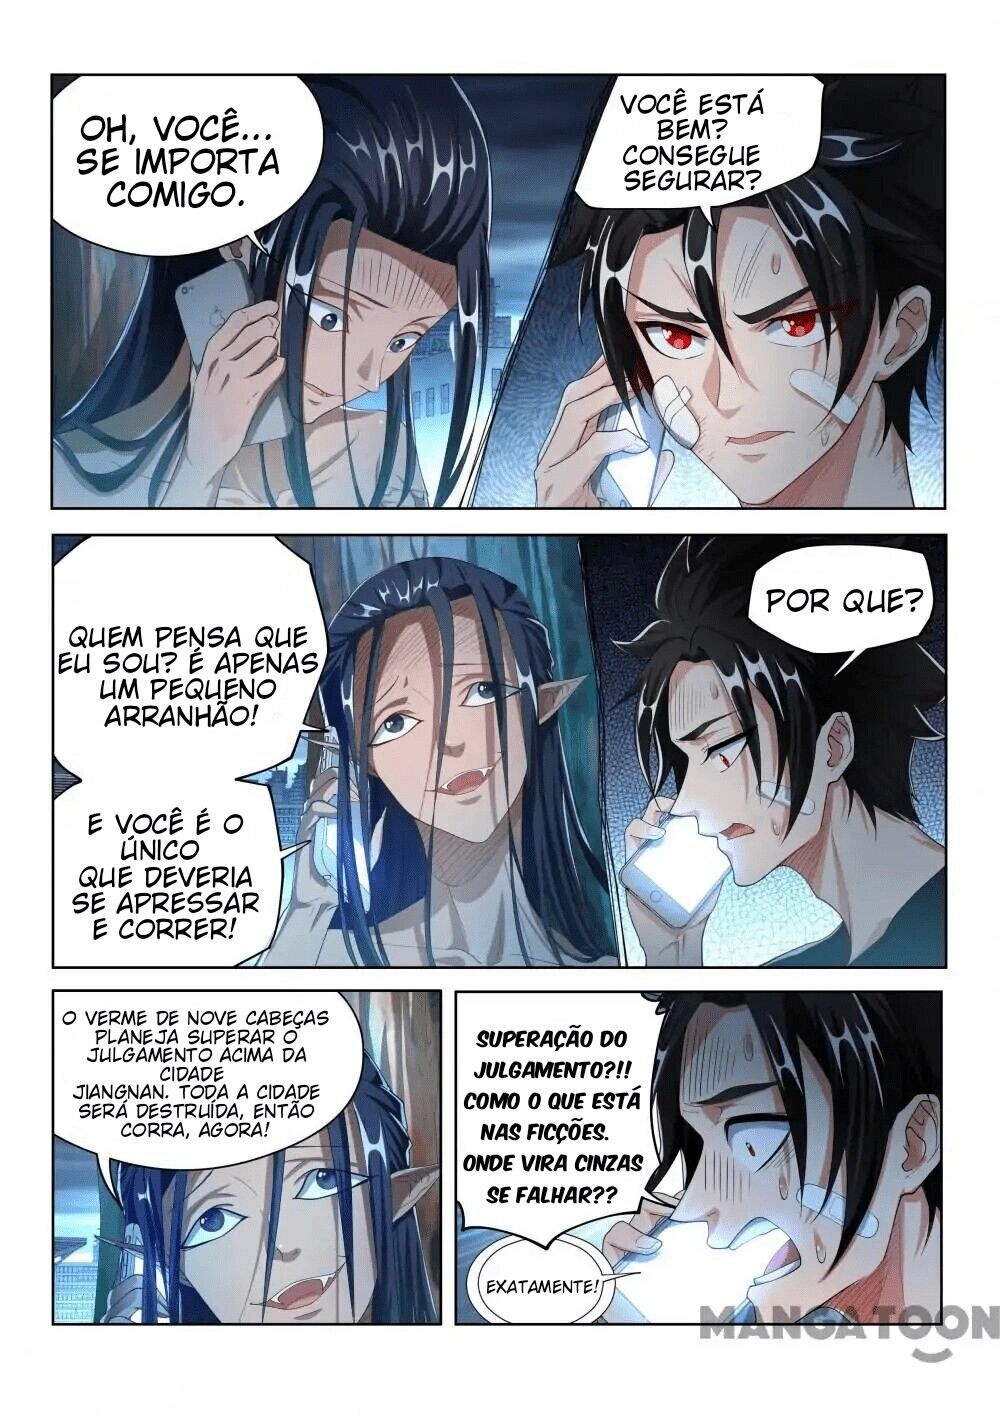 OH, VOCÊ...
SE IMPORTA
COMIGO.
VOCÊ ESTÁ
BEM?
CONSEGUE
SEGURAR?
QUEM PENSA QUE
EU SOU? É APENAS
UM PEQUENO
ARRANHÃO!
POR QUE?
E VOCÊ É O
ÚNICO
QUE DEVERIA
SE APRESSAR
E CORRER!
O VERME DE NOVE CABEÇAS
PLANEJA SUPERAR O
JULGAMENTO ACIMA DA
CIDADE
JIANGNAN. TODA A CIDADE
SERÁ DESTRUÍDA, ENTÃO
CORRA, AGORA!
SUPERAÇÃO DO
JULGAMENTO?!!
COMO O QUE ESTÁ
NAS FICÇÕES.
ONDE VIRA CINZAS
SE FALHAR??
EXATAMENTE!
MANGATOON